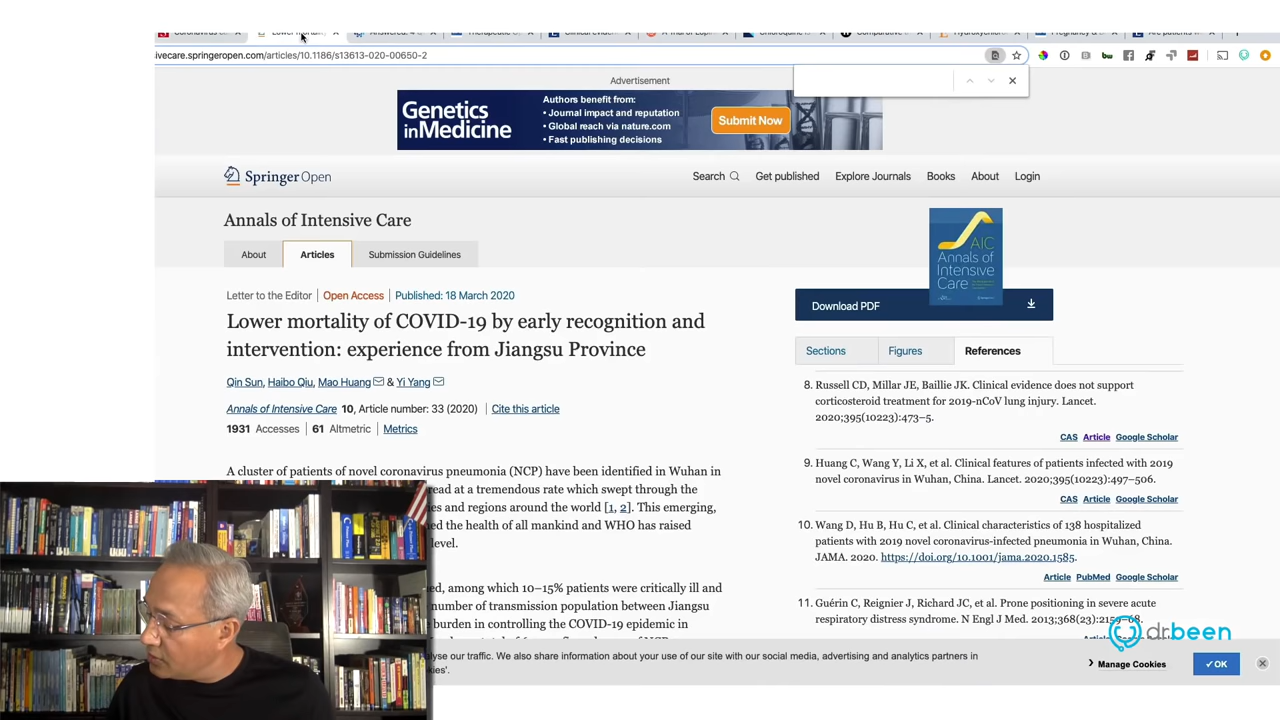 ivecare.springeropen.com/articles/10.1186/s13613-020-00650-2
Advertisement
Genetics
inMedicine
Authors benefit from:
• Journal impact and reputation
• Global reach via nature.com
• Fast publishing decisions
Submit Now
Springer Open
Search
Get published
Explore Journals
Books
About
Login
Annals of Intensive Care
About
Articles
Submission Guidelines
AIC
Annals of
Intensive
Care
Download PDF
Letter to the Editor | Open Access | Published: 18 March 2020
Lower mortality of COVID-19 by early recognition and
intervention: experience from Jiangsu Province
Qin Sun, Haibo Qiu, Mao Huang & Yi Yang
Annals of Intensive Care 10, Article number: 33 (2020) | Cite this article
1931 Accesses | 61 Altmetric | Metrics
A cluster of patients of novel coronavirus pneumonia (NCP) have been identified in Wuhan in
read at a tremendous rate which swept through the
es and regions around the world [1, 2]. This emerging,
ed the health of all mankind and WHO has raised
level.
ed, among which 10–15% patients were critically ill and
number of transmission population between Jiangsu
burden in controlling the COVID-19 epidemic in
Sections
Figures
References
8. Russell CD, Millar JE, Baillie JK. Clinical evidence does not support
corticosteroid treatment for 2019-nCoV lung injury. Lancet.
2020;395(10223):473–5.
CAS Article Google Scholar
9. Huang C, Wang Y, Li X, et al. Clinical features of patients infected with 2019
novel coronavirus in Wuhan, China. Lancet. 2020;395(10223):497–506.
CAS Article Google Scholar
10. Wang D, Hu B, Hu C, et al. Clinical characteristics of 138 hospitalized
patients with 2019 novel coronavirus-infected pneumonia in Wuhan, China.
JAMA. 2020. https://doi.org/10.1001/jama.2020.1585.
Article PubMed Google Scholar
11. Guérin C, Reignier J, Richard JC, et al. Prone positioning in severe acute
respiratory distress syndrome. N Engl J Med. 2013;368(23):2159–68.
drbeen
alyse our traffic. We also share information about your use of our site with our social media, advertising and analytics partners in
kies'.
Manage Cookies
✓OK